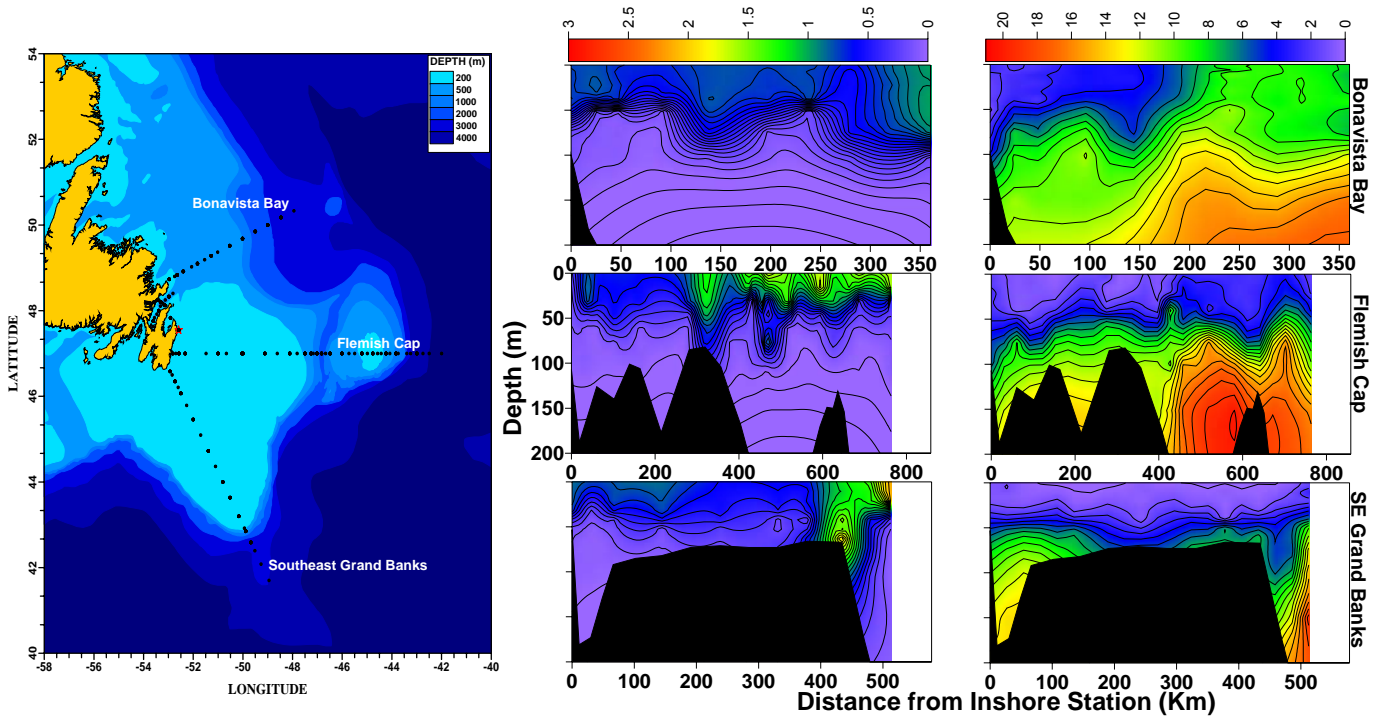 54
52
50
48
46
44
42
40
LATITUDE
-58
-56
-54
-52
-50
-48
-46
-44
-42
-40
LONGITUDE
DEPTH (m)
200
500
1000
2000
3000
4000
Bonavista Bay
Flemish Cap
Southeast Grand Banks
3
2.5
2
1.5
1
0.5
0
20
16
14
12
10
8
6
4
2
0
0 50 100 150 200 250 300 350
0 50 100 150 200 250 300 350
Bonavista Bay
Depth (m)
0
50
100
150
200
0 200 400 600 800
0 200 400 600 800
Flemish Cap
0 100 200 300 400 500
0 100 200 300 400 500
SE Grand Banks
Distance from Inshore Station (Km)